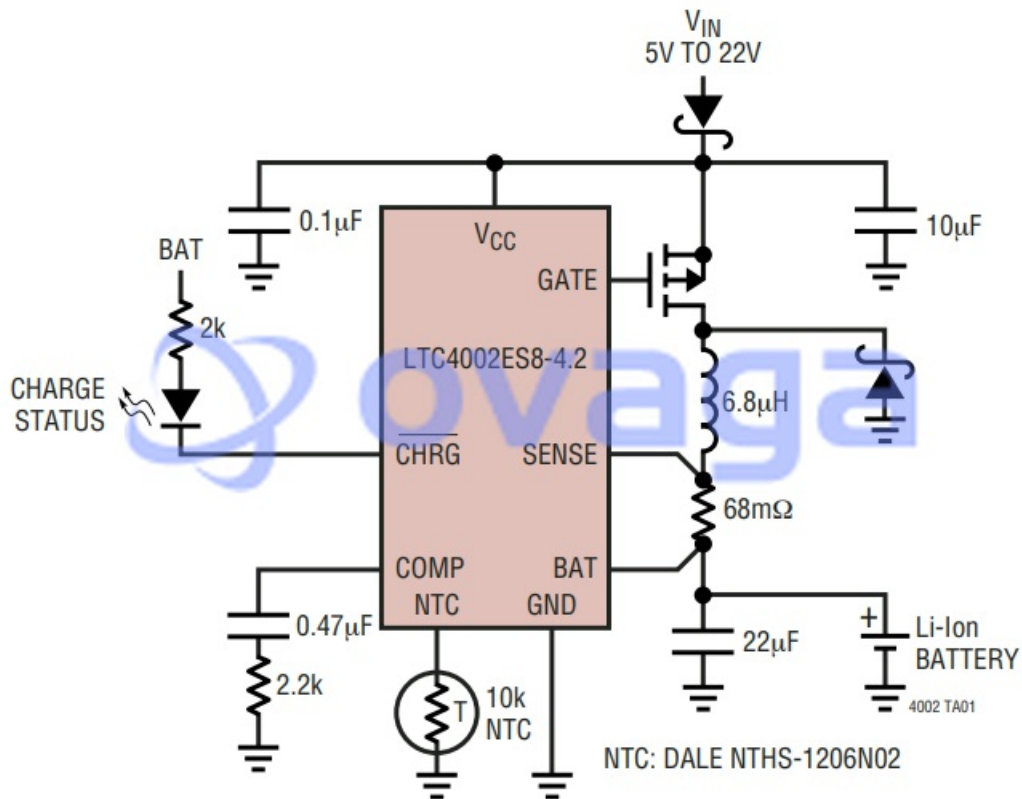 VIN
5V TO 22V
0.1µF
VCC
10µF
BAT
GATE
2k
LTC4002ES8-4.2
CHARGE
STATUS
6.8µH
ovaga
CHRG
SENSE
68mΩ
COMP
BAT
NTC
GND
0.47µF
22µF
+
Li-Ion
BATTERY
2.2k
T
10k
NTC
4002 TA01
NTC: DALE NTHS-1206N02